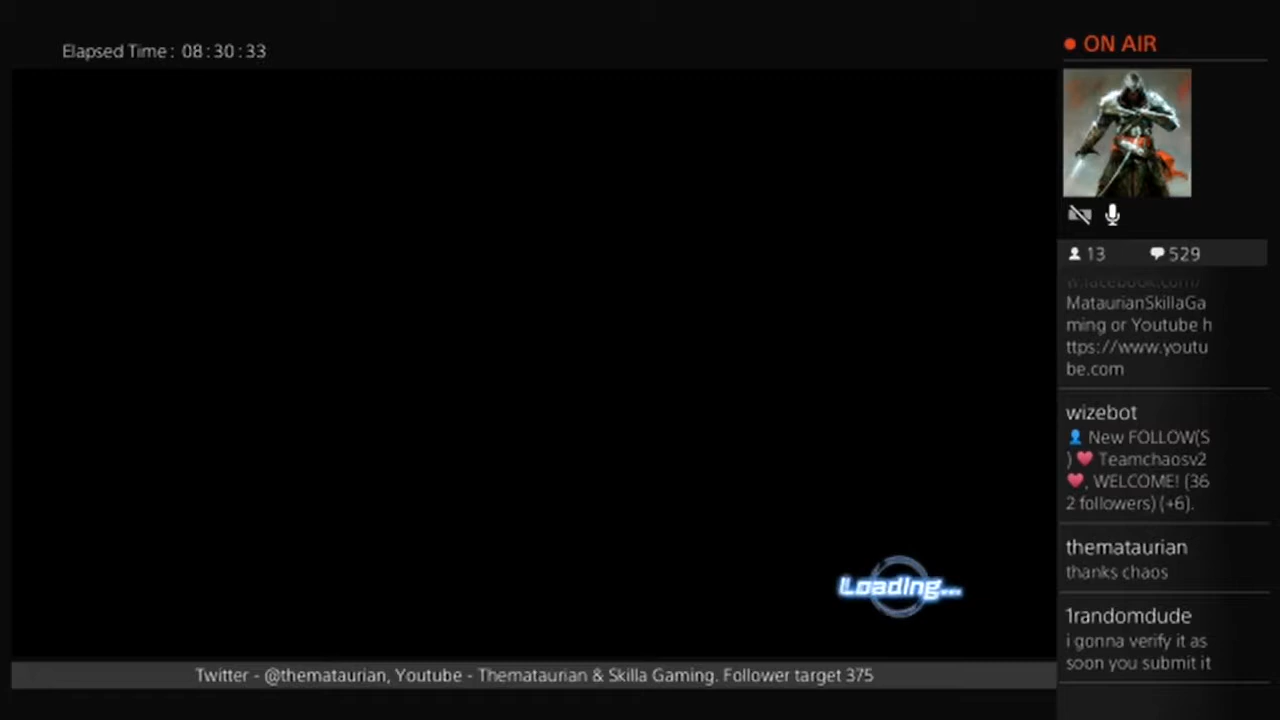 Elapsed Time: 08:30:33
ON AIR
13 529
w.facebook.com/
MataurianSkillaGa
ming or Youtube h
ttps://www.youtu
be.com
wizebot
New FOLLOW(S
) Teamchaosv2
, WELCOME! (36
2 followers) (+6).
themataurian
thanks chaos
1randomdude
i gonna verify it as
soon you submit it
Loading...
Twitter - @themataurian, Youtube - Themataurian & Skilla Gaming. Follower target 375